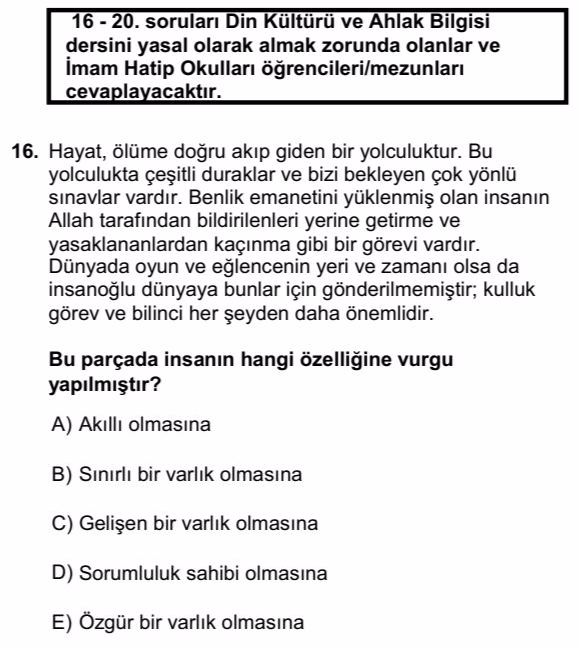 16 - 20. soruları Din Kültürü ve Ahlak Bilgisi
dersini yasal olarak almak zorunda olanlar ve
İmam Hatip Okulları öğrencileri/mezunları
cevaplayacaktır.
16. Hayat, ölüme doğru akıp giden bir yolculuktur. Bu
yolculukta çeşitli duraklar ve bizi bekleyen çok yönlü
sınavlar vardır. Benlik emanetini yüklenmiş olan insanın
Allah tarafından bildirilenleri yerine getirme ve
yasaklananlardan kaçınma gibi bir görevi vardır.
Dünyada oyun ve eğlencenin yeri ve zamanı olsa da
insanoğlu dünyaya bunlar için gönderilmemiştir; kulluk
görev ve bilinci her şeyden daha önemlidir.
Bu parçada insanın hangi özelliğine vurgu
yapılmıştır?
A) Akıllı olmasına
B) Sınırlı bir varlık olmasına
C) Gelişen bir varlık olmasına
D) Sorumluluk sahibi olmasına
E) Özgür bir varlık olmasına